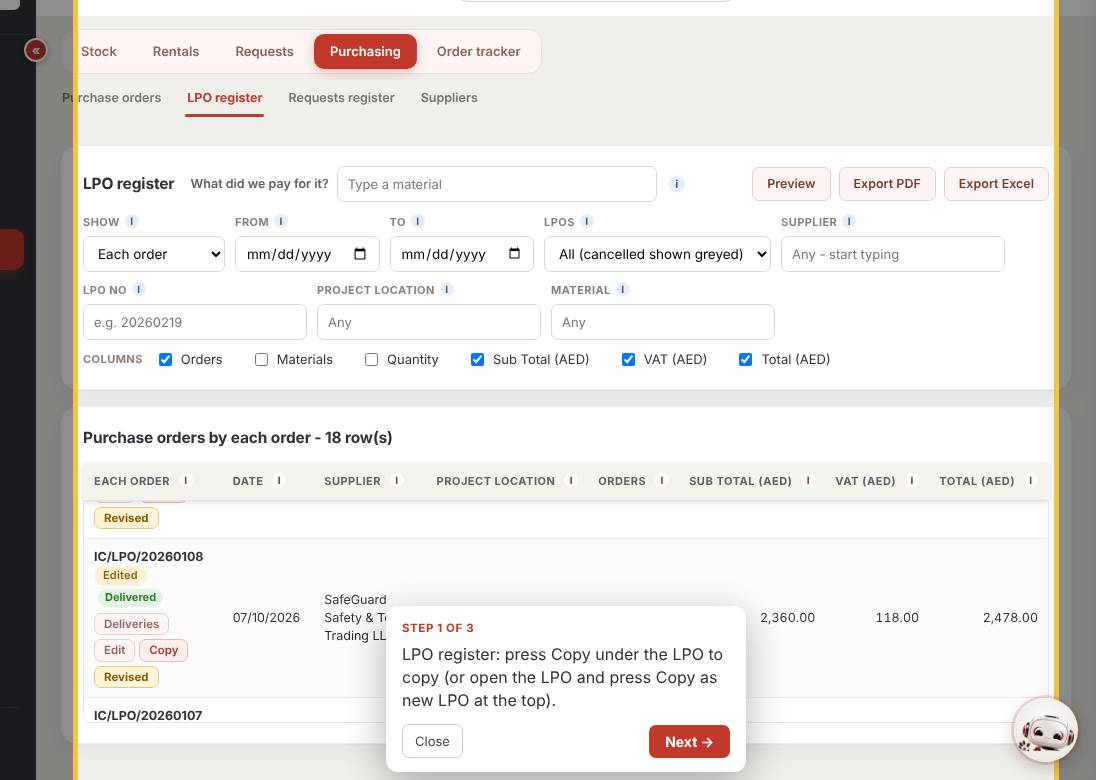 Stock Rentals Requests Purchasing Order tracker
«
Purchase orders LPO register Requests register Suppliers
LPO register What did we pay for it? Type a material i Preview Export PDF Export Excel
SHOW i FROM i TO i LPOS i SUPPLIER i
Each order mm/dd/yyyy mm/dd/yyyy All (cancelled shown greyed) Any - start typing
LPO NO i PROJECT LOCATION i MATERIAL i
e.g. 20260219 Any Any
COLUMNS Orders Materials Quantity Sub Total (AED) VAT (AED) Total (AED)
Purchase orders by each order - 18 row(s)
EACH ORDER i DATE i SUPPLIER i PROJECT LOCATION i ORDERS i SUB TOTAL (AED) i VAT (AED) i TOTAL (AED) i
Revised
IC/LPO/20260108
Edited
Delivered
Deliveries
Edit Copy
Revised
07/10/2026
SafeGuard
Safety &
Trading
2,360.00 118.00 2,478.00
IC/LPO/20260107
STEP 1 OF 3
LPO register: press Copy under the LPO to
copy (or open the LPO and press Copy as
new LPO at the top).
Close Next →